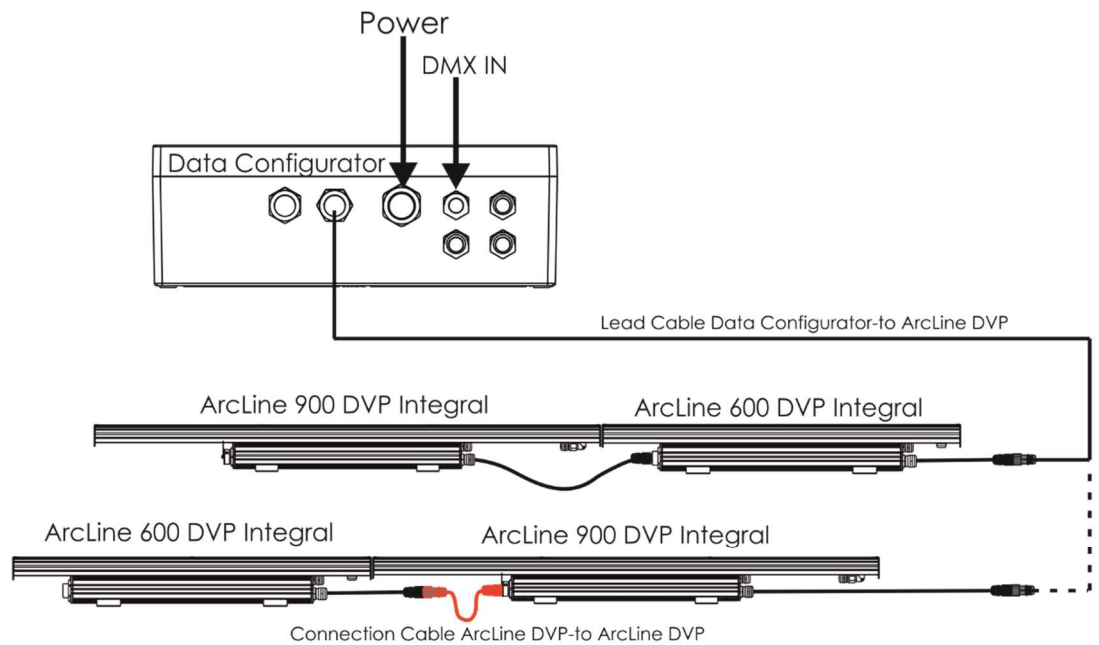 Power
DMX IN
Data Configurator
Lead Cable Data Configurator-to ArcLine DVP
ArcLine 900 DVP Integral
ArcLine 600 DVP Integral
ArcLine 600 DVP Integral
ArcLine 900 DVP Integral
Connection Cable ArcLine DVP-to ArcLine DVP